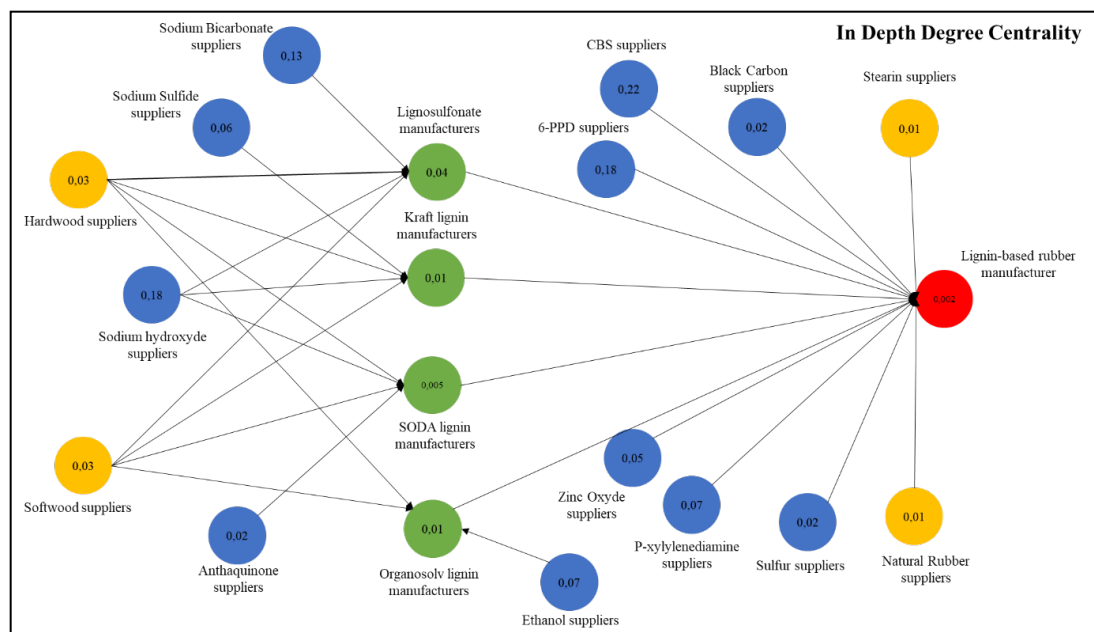 In Depth Degree Centrality
Sodium Bicarbonate
suppliers
0,13
Sodium Sulfide
suppliers
0,06
0,03
Hardwood suppliers
0,18
Sodium hydroxyde
suppliers
0,03
Softwood suppliers
0,02
Anthaquinone
suppliers
Lignosulfonate
manufacturers
0,04
Kraft lignin
manufacturers
0,01
0,005
SODA lignin
manufacturers
0,01
Organosolv lignin
manufacturers
0,07
Ethanol suppliers
CBS suppliers
0,22
6-PPD suppliers
0,18
Black Carbon
suppliers
0,02
Stearin suppliers
0,01
Lignin-based rubber
manufacturer
0,002
0,05
Zinc Oxyde
suppliers
0,07
P-xylylenediamine
suppliers
0,02
Sulfur suppliers
0,01
Natural Rubber
suppliers